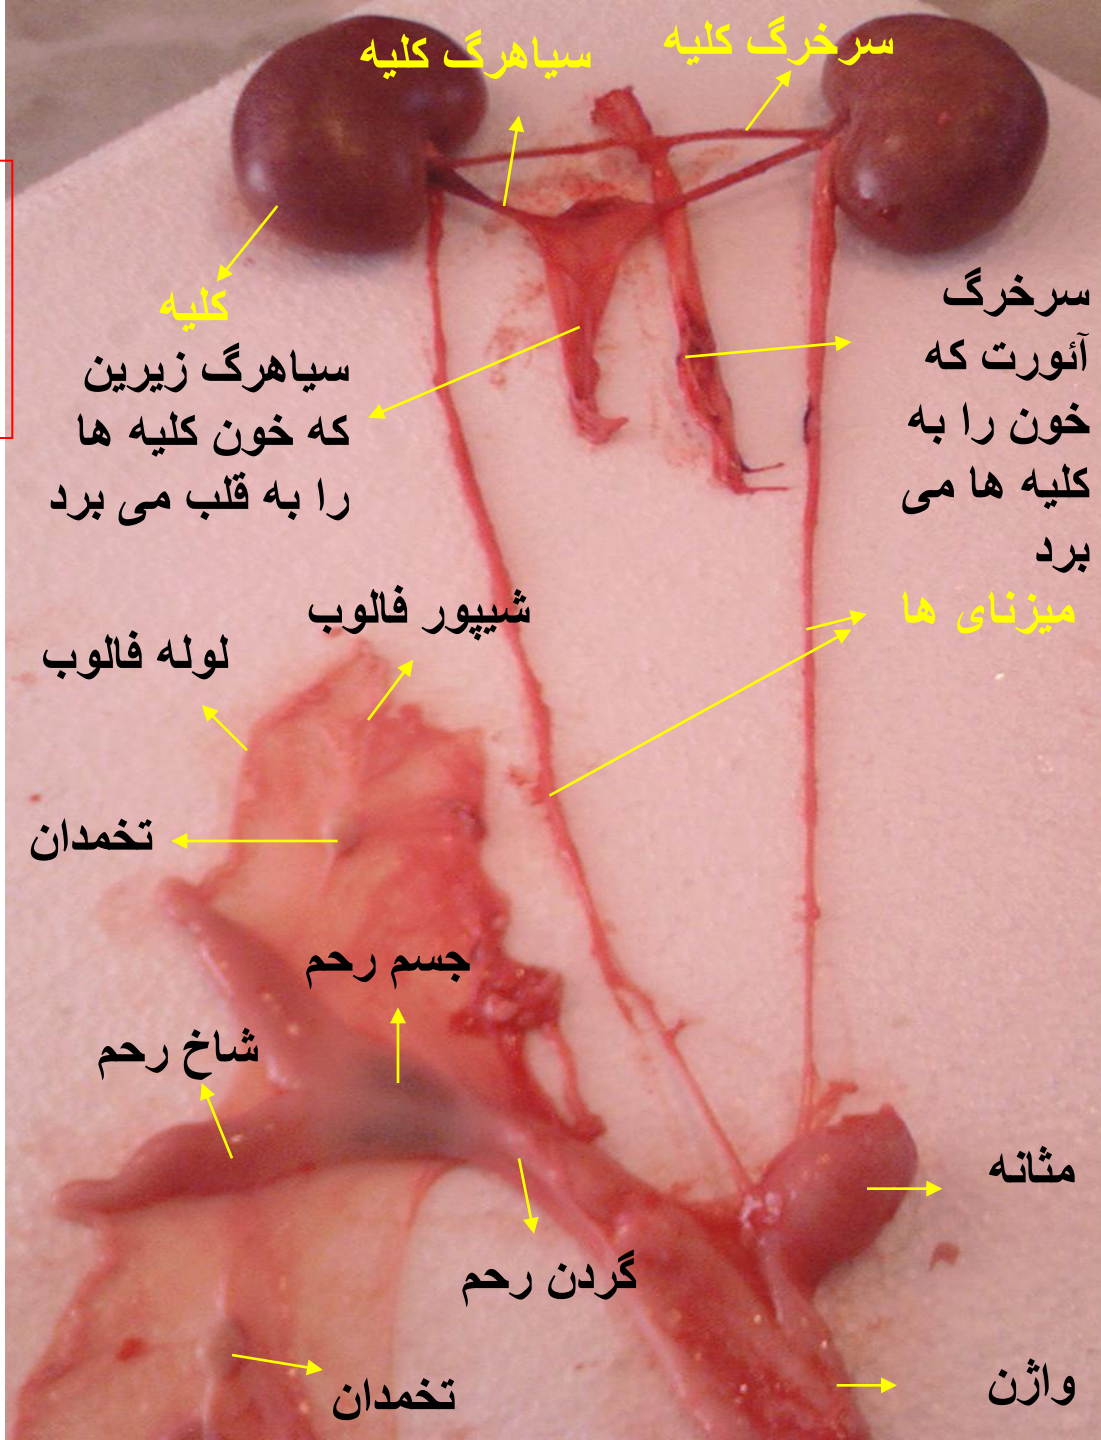 سرخرگ کلیه
سیاهرگ کلیه
کلیه
سرخرگ
آئورت که
خون را به
کلیه ها می
برد
سیاهرگ زیرین
که خون کلیه ها
را به قلب می برد
میزنای ها
شیپور فالوب
لوله فالوب
تخمدان
جسم رحم
شاخ رحم
مثانه
گردن رحم
واژن
تخمدان